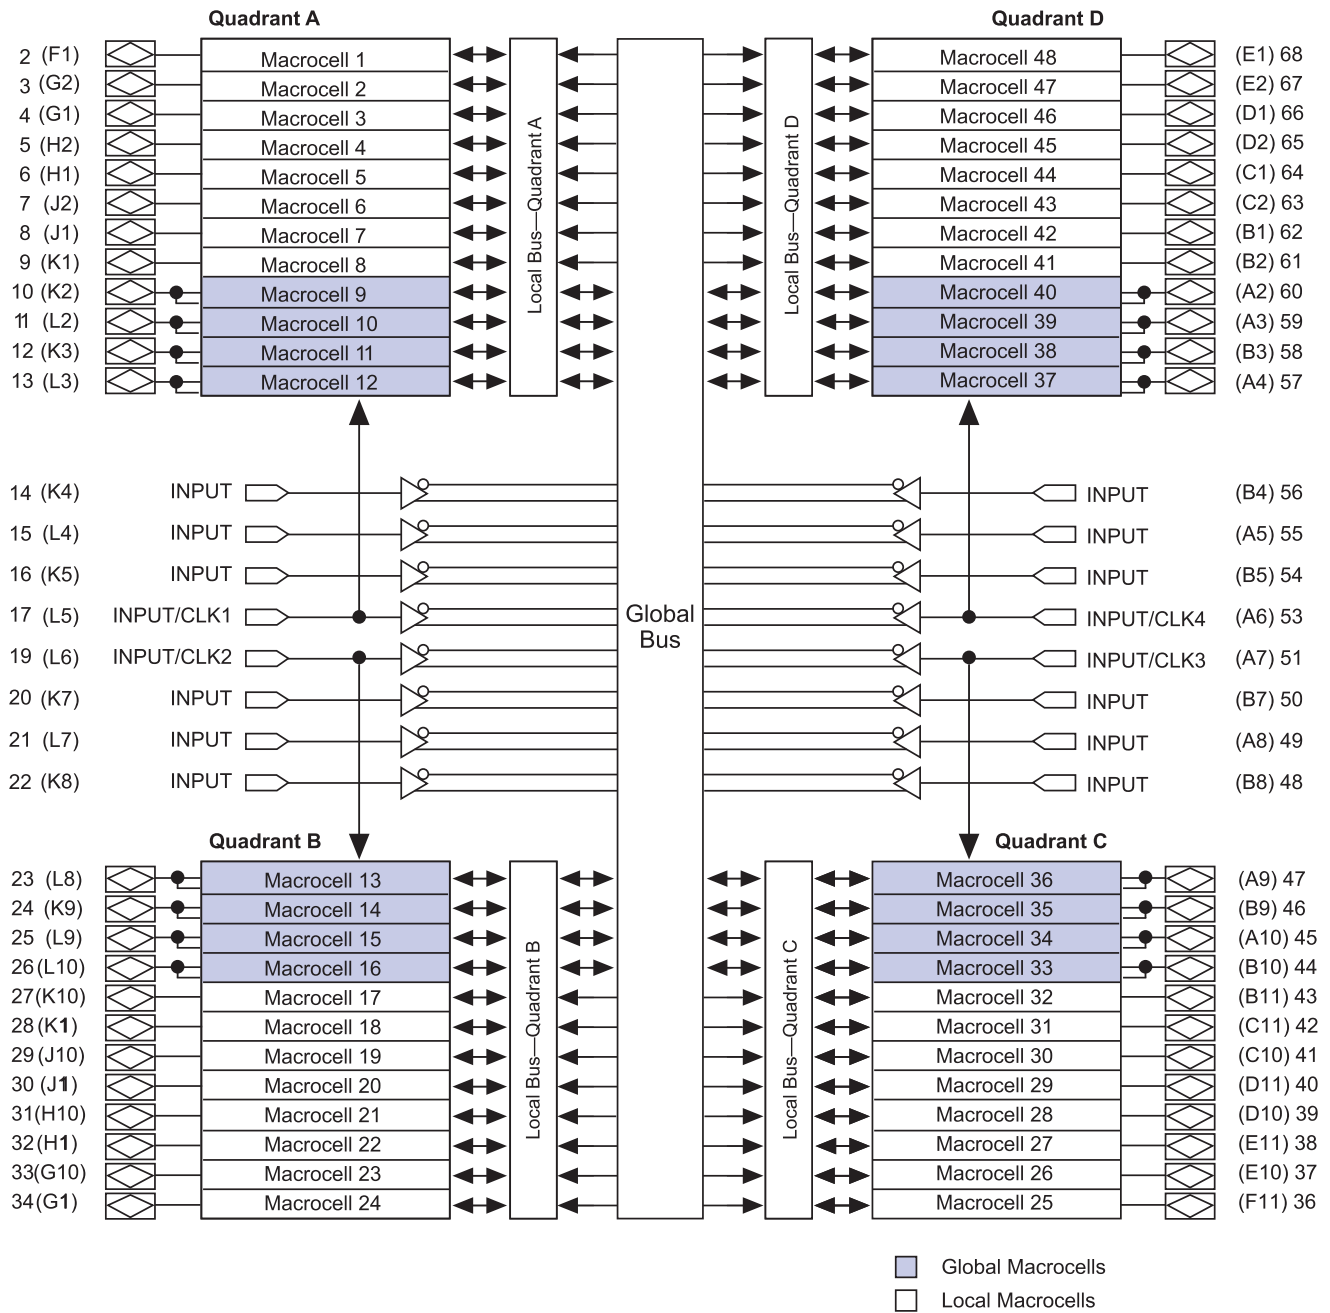 Quadrant A Quadrant D
2 (F1) Macrocell 1 Macrocell 48 (E1) 68
3 (G2) Macrocell 2 Macrocell 47 (E2) 67
4 (G1) Macrocell 3 Macrocell 46 (D1) 66
5 (H2) Macrocell 4 Macrocell 45 (D2) 65
6 (H1) Macrocell 5 Macrocell 44 (C1) 64
7 (J2) Macrocell 6 Macrocell 43 (C2) 63
8 (J1) Macrocell 7 Macrocell 42 (B1) 62
9 (K1) Macrocell 8 Macrocell 41 (B2) 61
10 (K2) Macrocell 9 Macrocell 40 (A2) 60
11 (L2) Macrocell 10 Macrocell 39 (A3) 59
12 (K3) Macrocell 11 Macrocell 38 (B3) 58
13 (L3) Macrocell 12 Macrocell 37 (A4) 57
Local Bus—Quadrant A
Local Bus—Quadrant D
14 (K4) INPUT INPUT (B4) 56
15 (L4) INPUT INPUT (A5) 55
16 (K5) INPUT INPUT (B5) 54
17 (L5) INPUT/CLK1 INPUT/CLK4 (A6) 53
Global
Bus
19 (L6) INPUT/CLK2 INPUT/CLK3 (A7) 51
20 (K7) INPUT INPUT (B7) 50
21 (L7) INPUT INPUT (A8) 49
22 (K8) INPUT INPUT (B8) 48
Quadrant B Quadrant C
23 (L8) Macrocell 13 Macrocell 36 (A9) 47
24 (K9) Macrocell 14 Macrocell 35 (B9) 46
25 (L9) Macrocell 15 Macrocell 34 (A10) 45
26 (L10) Macrocell 16 Macrocell 33 (B10) 44
27 (K10) Macrocell 17 Macrocell 32 (B11) 43
28 (K1) Macrocell 18 Macrocell 31 (C11) 42
29 (J10) Macrocell 19 Macrocell 30 (C10) 41
30 (J1) Macrocell 20 Macrocell 29 (D11) 40
31 (H10) Macrocell 21 Macrocell 28 (D10) 39
32 (H1) Macrocell 22 Macrocell 27 (E11) 38
33 (G10) Macrocell 23 Macrocell 26 (E10) 37
34 (G1) Macrocell 24 Macrocell 25 (F11) 36
Local Bus—Quadrant B
Local Bus—Quadrant C
Global Macrocells
Local Macrocells